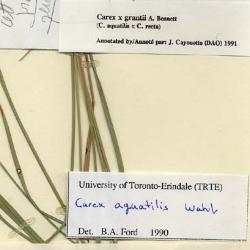 Carex x grantii A. Bennett
(C. aquatilis x C. recta)
Annotated by/Annoté par: J. Cayouette (DAO) 1991
University of Toronto-Erindale (TRTE)
Carex aquatilis Wahl.
Det. B.A. Ford 1990